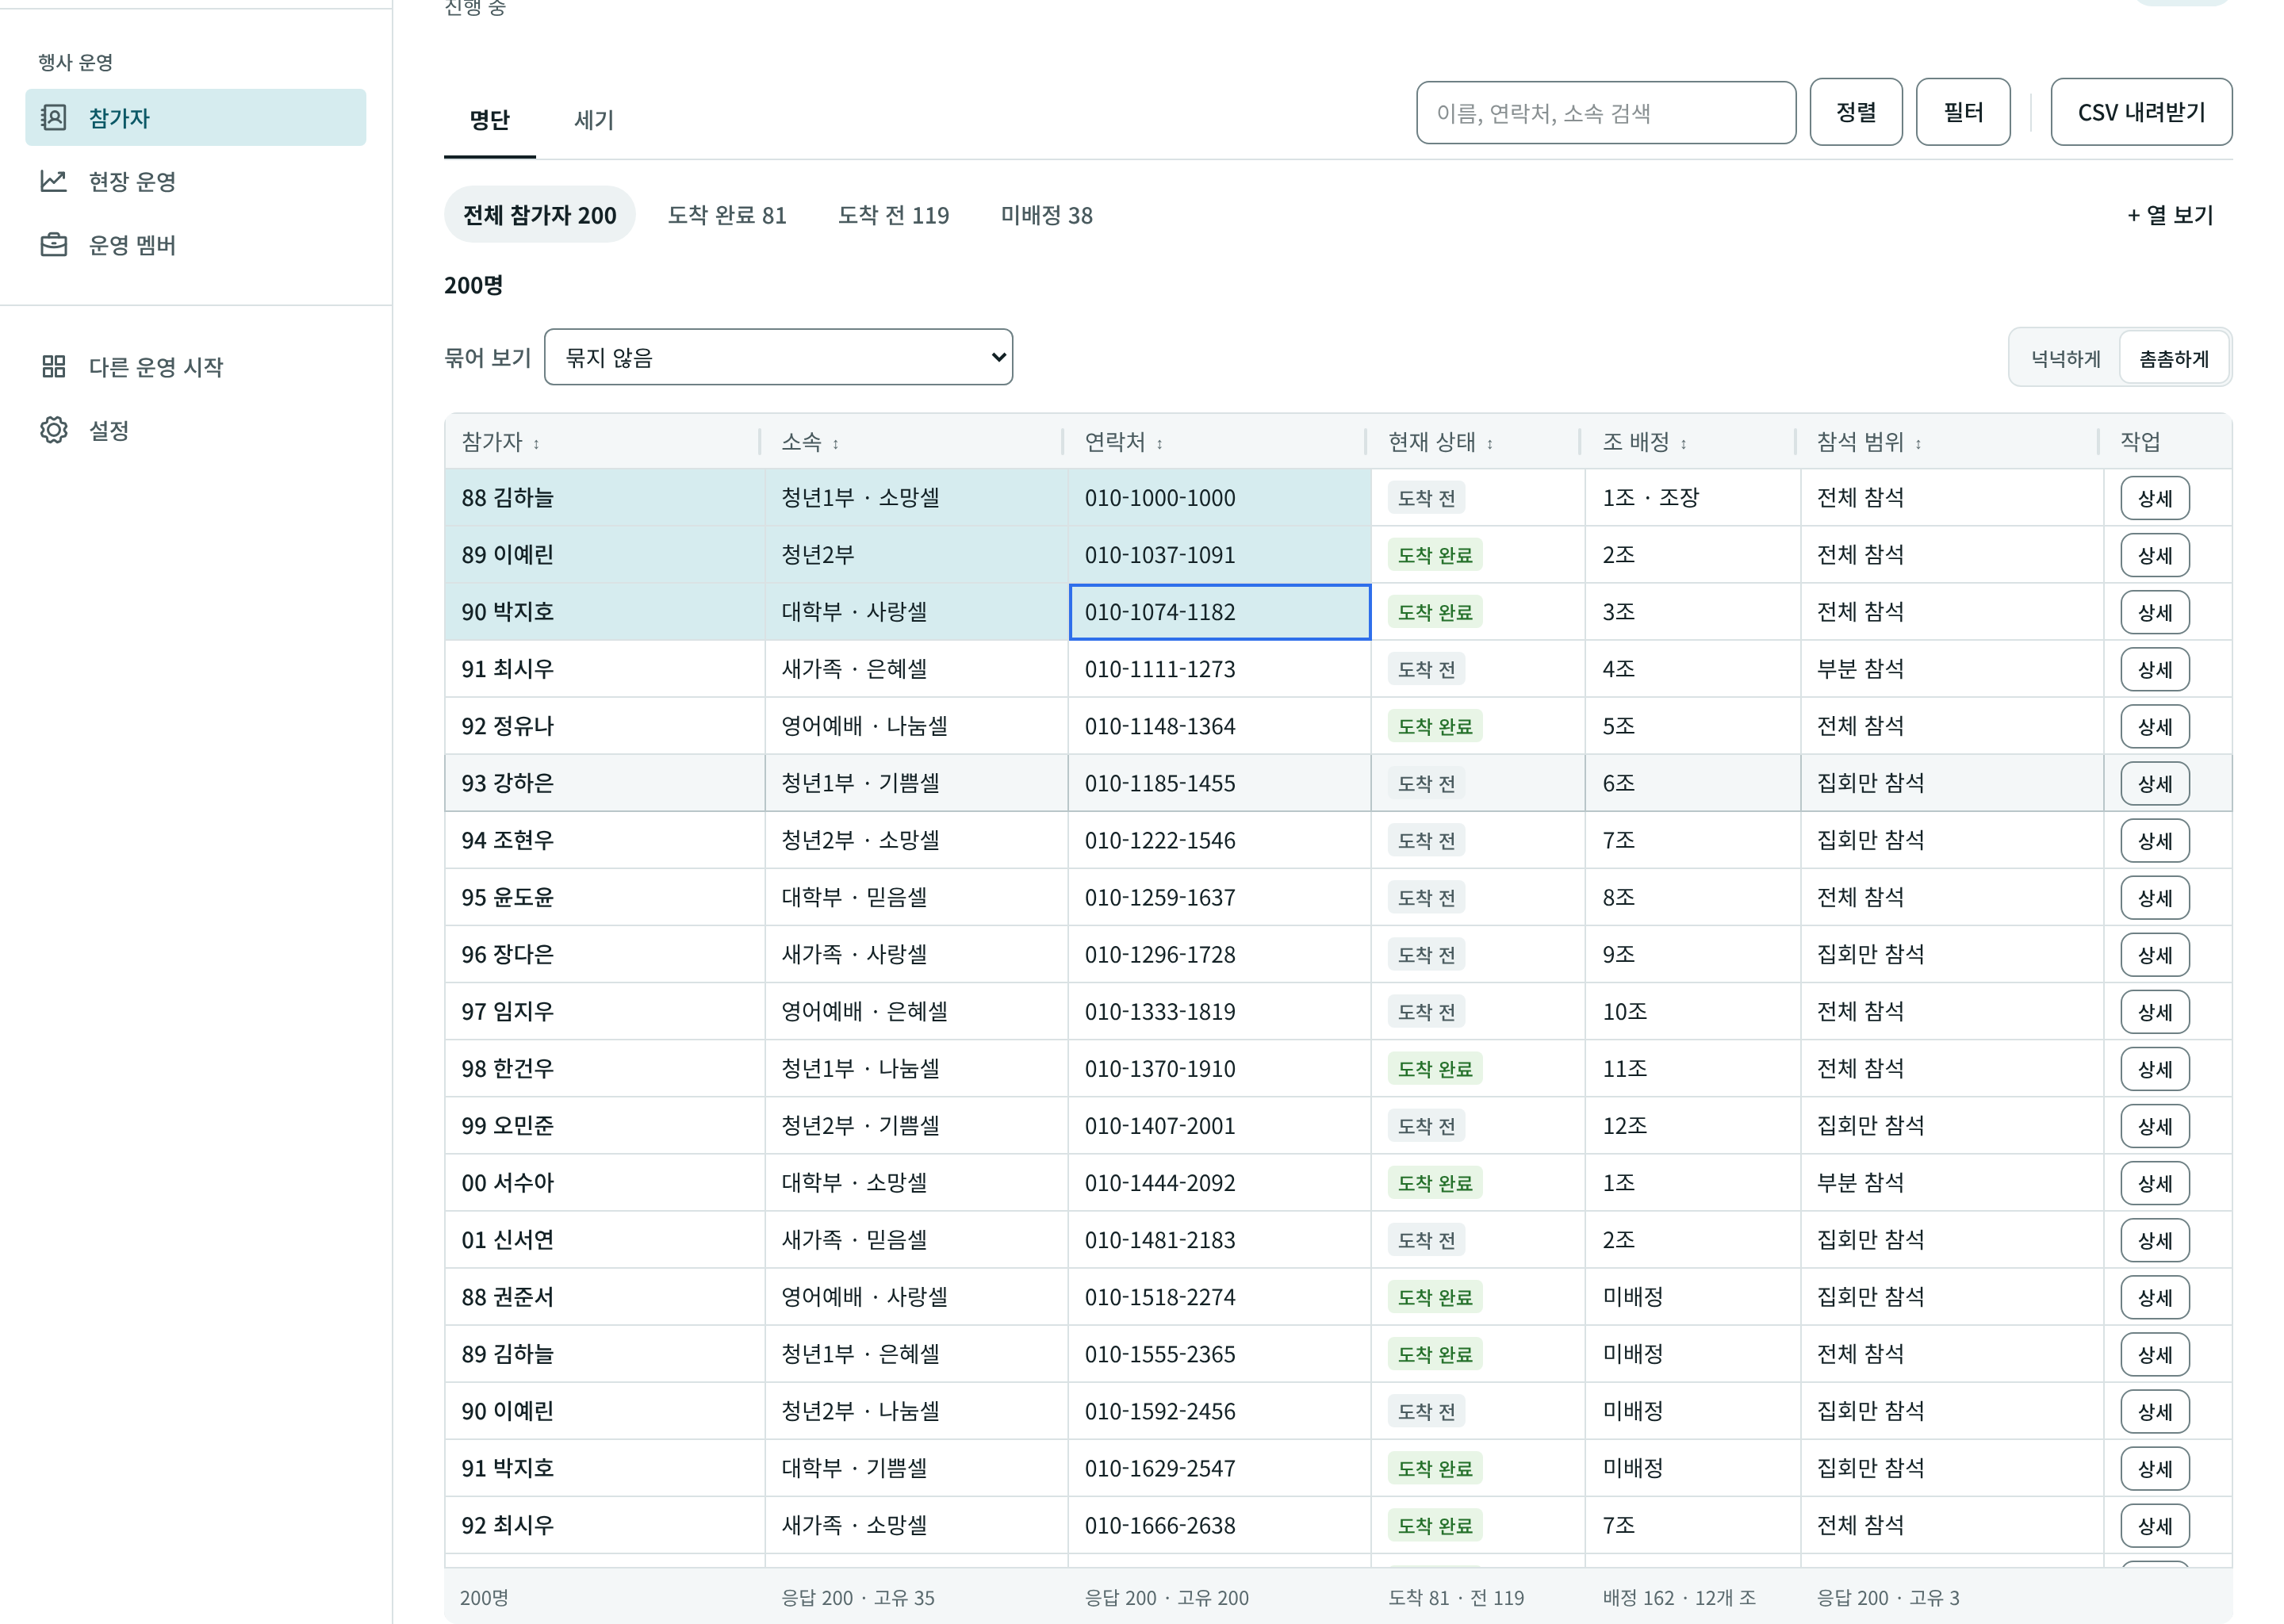 진행 중
행사 운영
참가자
현장 운영
운영 멤버
다른 운영 시작
설정
명단 세기
이름, 연락처, 소속 검색 정렬 필터 CSV 내려받기
전체 참가자 200 도착 완료 81 도착 전 119 미배정 38 + 열 보기
200명
묶어 보기 묶지 않음 넉넉하게 촘촘하게
참가자 ↕ 소속 ↕ 연락처 ↕ 현재 상태 ↕ 조 배정 ↕ 참석 범위 ↕ 작업
88 김하늘 청년1부 · 소망셀 010-1000-1000 도착 전 1조 · 조장 전체 참석 상세
89 이예린 청년2부 010-1037-1091 도착 완료 2조 전체 참석 상세
90 박지호 대학부 · 사랑셀 010-1074-1182 도착 완료 3조 전체 참석 상세
91 최시우 새가족 · 은혜셀 010-1111-1273 도착 전 4조 부분 참석 상세
92 정유나 영어예배 · 나눔셀 010-1148-1364 도착 완료 5조 전체 참석 상세
93 강하은 청년1부 · 기쁨셀 010-1185-1455 도착 전 6조 집회만 참석 상세
94 조현우 청년2부 · 소망셀 010-1222-1546 도착 전 7조 집회만 참석 상세
95 윤도윤 대학부 · 믿음셀 010-1259-1637 도착 전 8조 전체 참석 상세
96 장다은 새가족 · 사랑셀 010-1296-1728 도착 전 9조 집회만 참석 상세
97 임지우 영어예배 · 은혜셀 010-1333-1819 도착 전 10조 전체 참석 상세
98 한건우 청년1부 · 나눔셀 010-1370-1910 도착 완료 11조 전체 참석 상세
99 오민준 청년2부 · 기쁨셀 010-1407-2001 도착 전 12조 집회만 참석 상세
00 서수아 대학부 · 소망셀 010-1444-2092 도착 완료 1조 부분 참석 상세
01 신서연 새가족 · 믿음셀 010-1481-2183 도착 전 2조 집회만 참석 상세
88 권준서 영어예배 · 사랑셀 010-1518-2274 도착 완료 미배정 집회만 참석 상세
89 김하늘 청년1부 · 은혜셀 010-1555-2365 도착 완료 미배정 전체 참석 상세
90 이예린 청년2부 · 나눔셀 010-1592-2456 도착 전 미배정 집회만 참석 상세
91 박지호 대학부 · 기쁨셀 010-1629-2547 도착 완료 미배정 집회만 참석 상세
92 최시우 새가족 · 소망셀 010-1666-2638 도착 완료 7조 전체 참석 상세
200명 응답 200 · 고유 35 응답 200 · 고유 200 도착 81 · 전 119 배정 162 · 12개 조 응답 200 · 고유 3